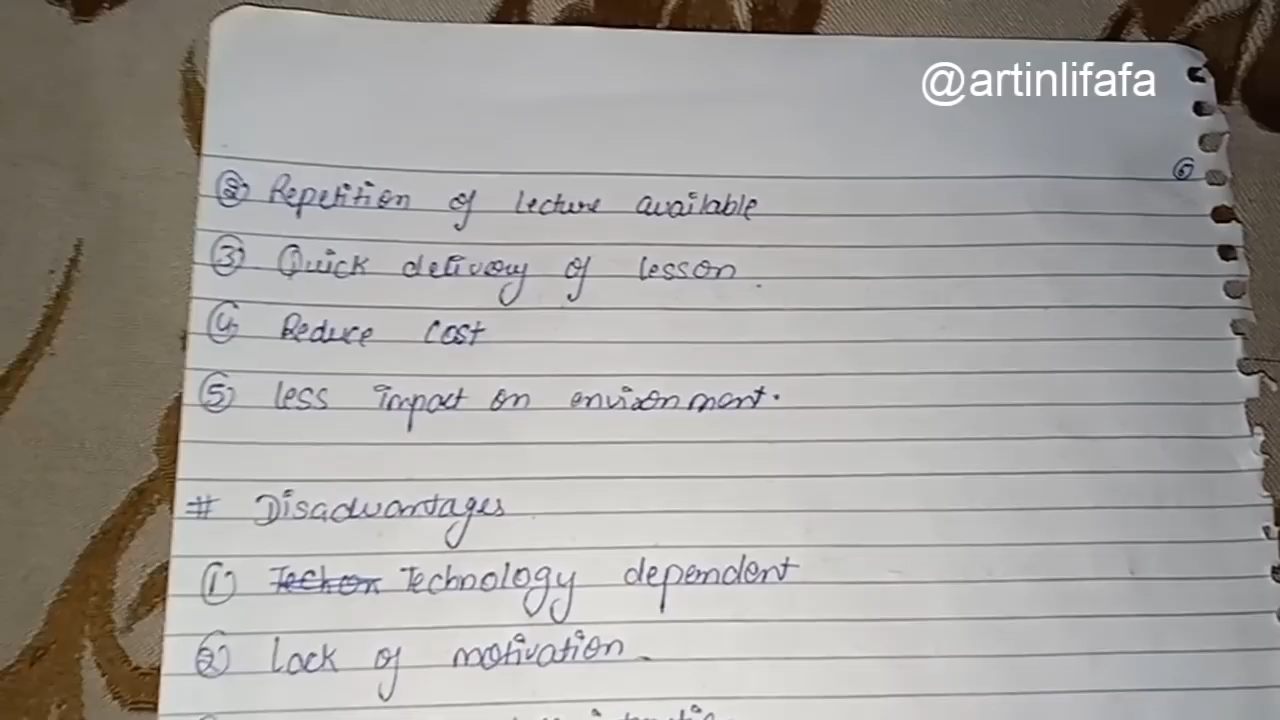 @artinlifafa
⑥
② Repetition of lecture available
③ Quick delivery of lesson.
④ Reduce cost
⑤ less impact on environment.
# Disadvantages
① Technology dependent
② Lack of motivation.